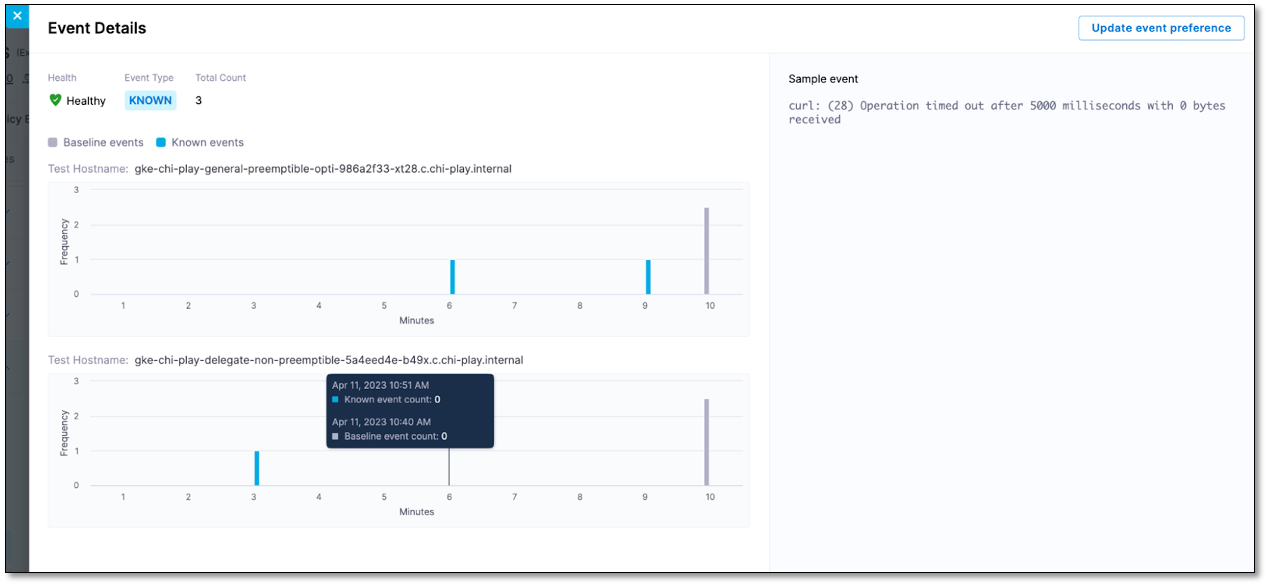 ×
Event Details
Update event preference
Health
Event Type
Total Count
Healthy
KNOWN
3
Baseline events
Known events
Test Hostname: gke-chi-play-general-preemptible-opti-986a2f33-xt28.c.chi-play.internal
3
2
1
0
Frequency
1 2 3 4 5 6 7 8 9 10
Minutes
Test Hostname: gke-chi-play-delegate-non-preemptible-5a4eed4e-b49x.c.chi-play.internal
3
2
1
0
Frequency
Apr 11, 2023 10:51 AM
Known event count: 0
Apr 11, 2023 10:40 AM
Baseline event count: 0
1 2 3 4 5 6 7 8 9 10
Minutes
Sample event
curl: (28) Operation timed out after 5000 milliseconds with 0 bytes
received